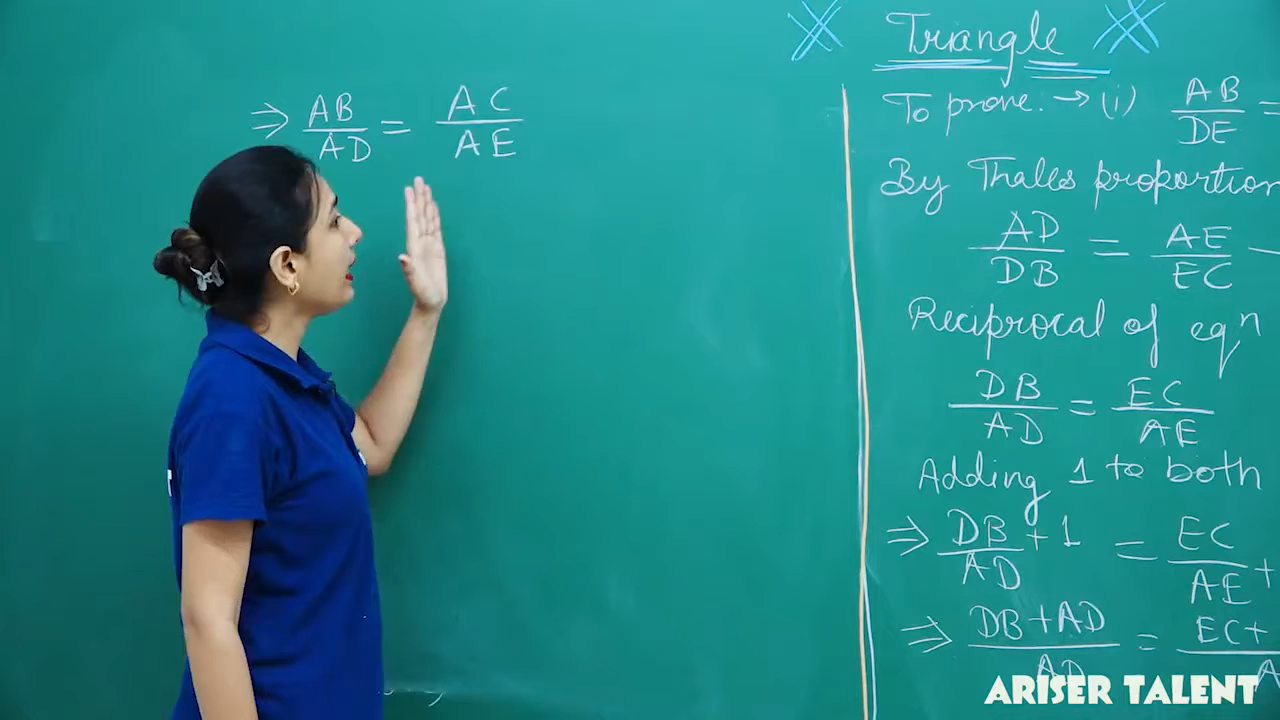 ⇒ AB/AD = AC/AE
Triangle
To prove. → (i) AB/DE =
By Thalls proportion
AD/DB = AE/EC —
Reciprocal of eqn
DB/AD = EC/AE
Adding 1 to both
⇒ DB/AD + 1 = EC/AE +
⇒ DB + AD/AD = EC+/A
ARISER TALENT